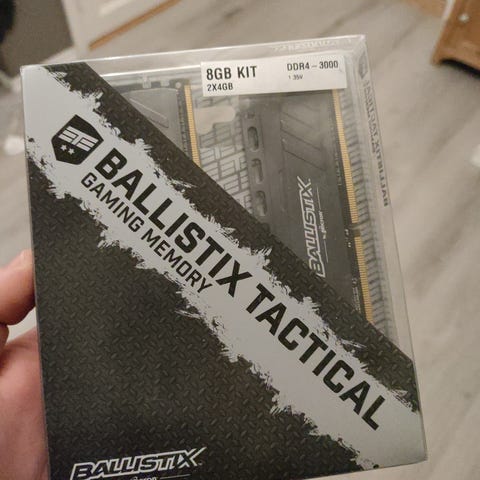 8GB KIT
2X4GB
DDR4 - 3000
1.35V
BALLISTIX TACTICAL
GAMING MEMORY
BALLISTIX
BALLISTIX